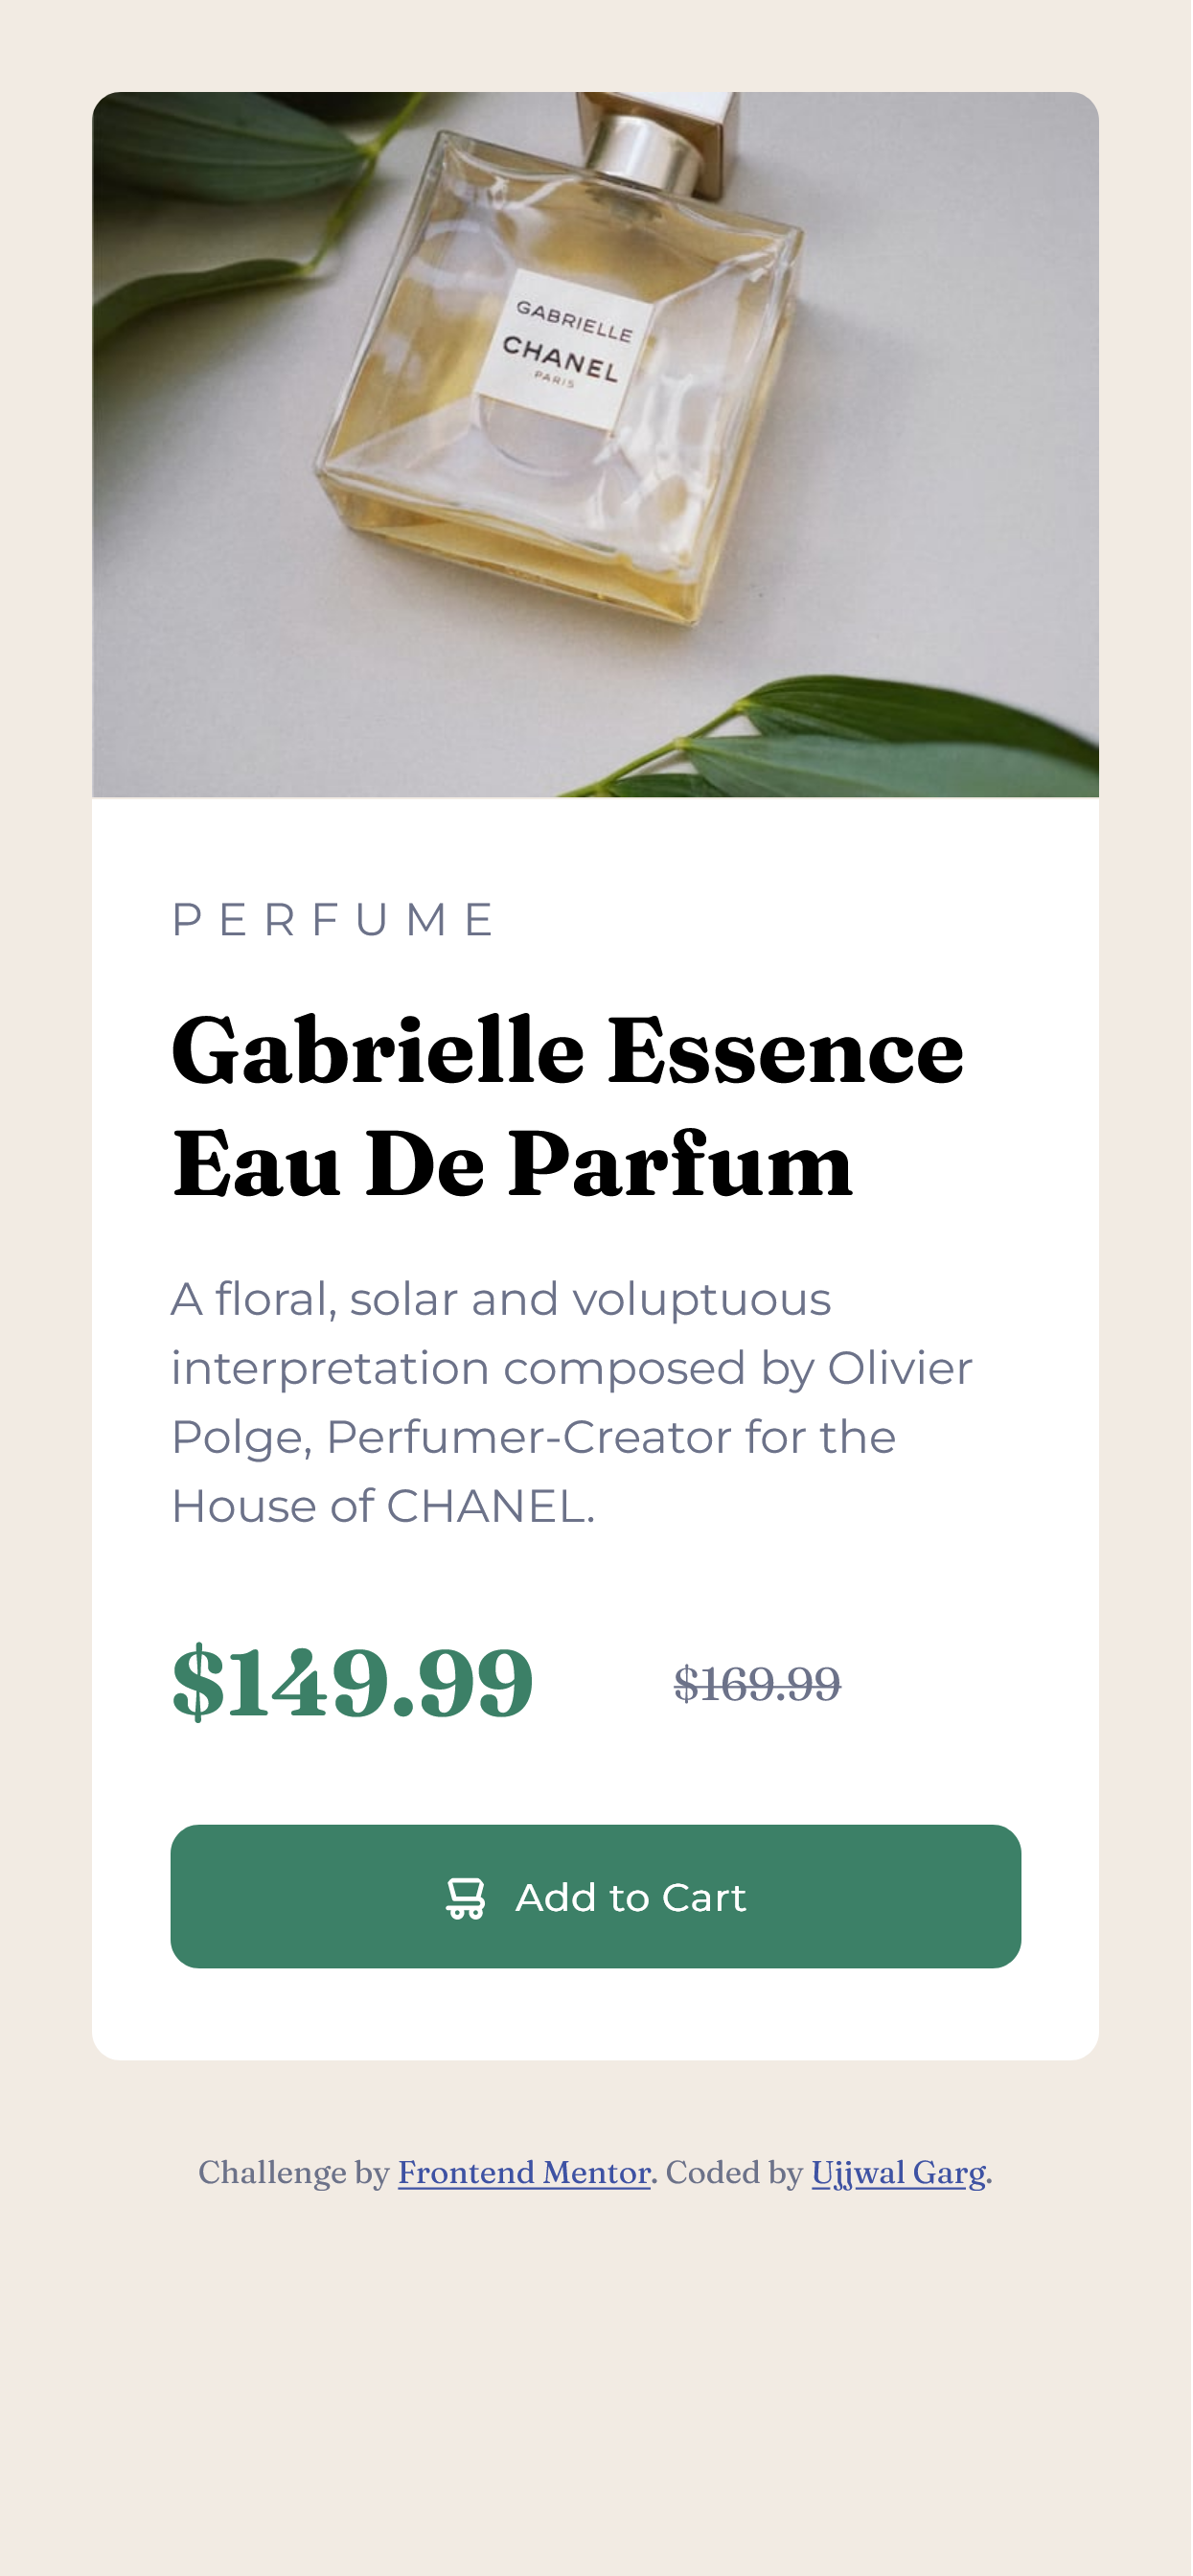 GABRIELLE
CHANEL
PARIS
PERFUME
Gabrielle Essence
Eau De Parfum
A floral, solar and voluptuous
interpretation composed by Olivier
Polge, Perfumer-Creator for the
House of CHANEL.
$149.99 $169.99
Add to Cart
Challenge by Frontend Mentor. Coded by Ujjwal Garg.